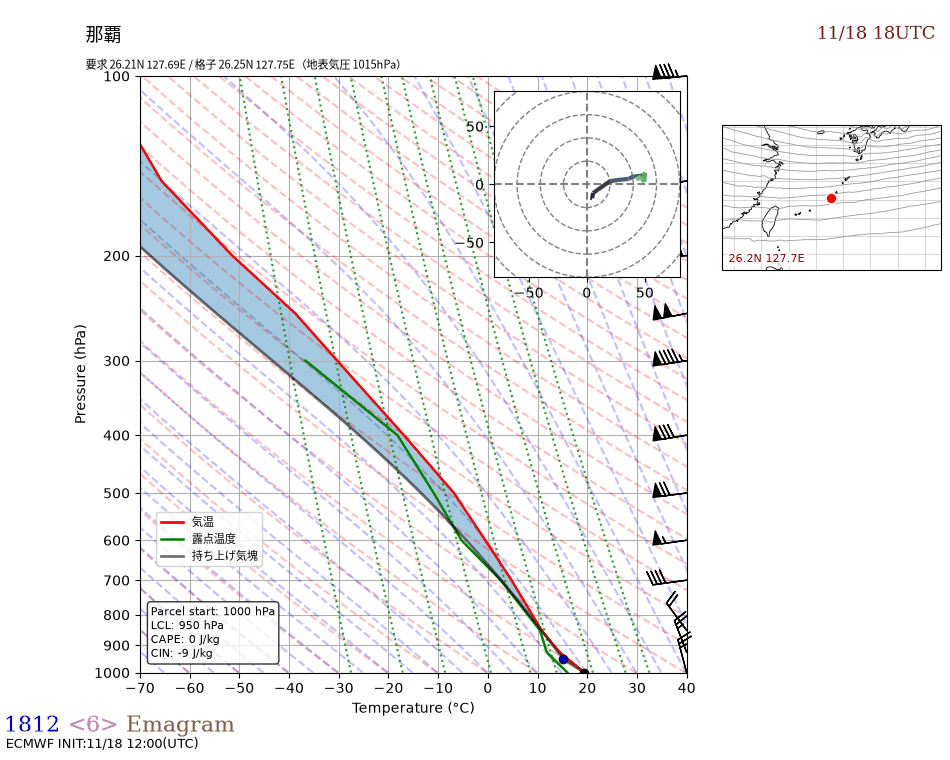 那覇
11/18 18UTC
要求 26.21N 127.69E / 格子 26.25N 127.75E（地表気圧 1015hPa）
100
200
300
400
500
600
700
800
900
1000
Pressure (hPa)
50
0
−50
−50 0 50
26.2N 127.7E
気温
露点温度
持ち上げ気塊
Parcel start: 1000 hPa
LCL: 950 hPa
CAPE: 0 J/kg
CIN: -9 J/kg
−70 −60 −50 −40 −30 −20 −10 0 10 20 30 40
Temperature (°C)
1812 <6> Emagram
ECMWF INIT:11/18 12:00(UTC)